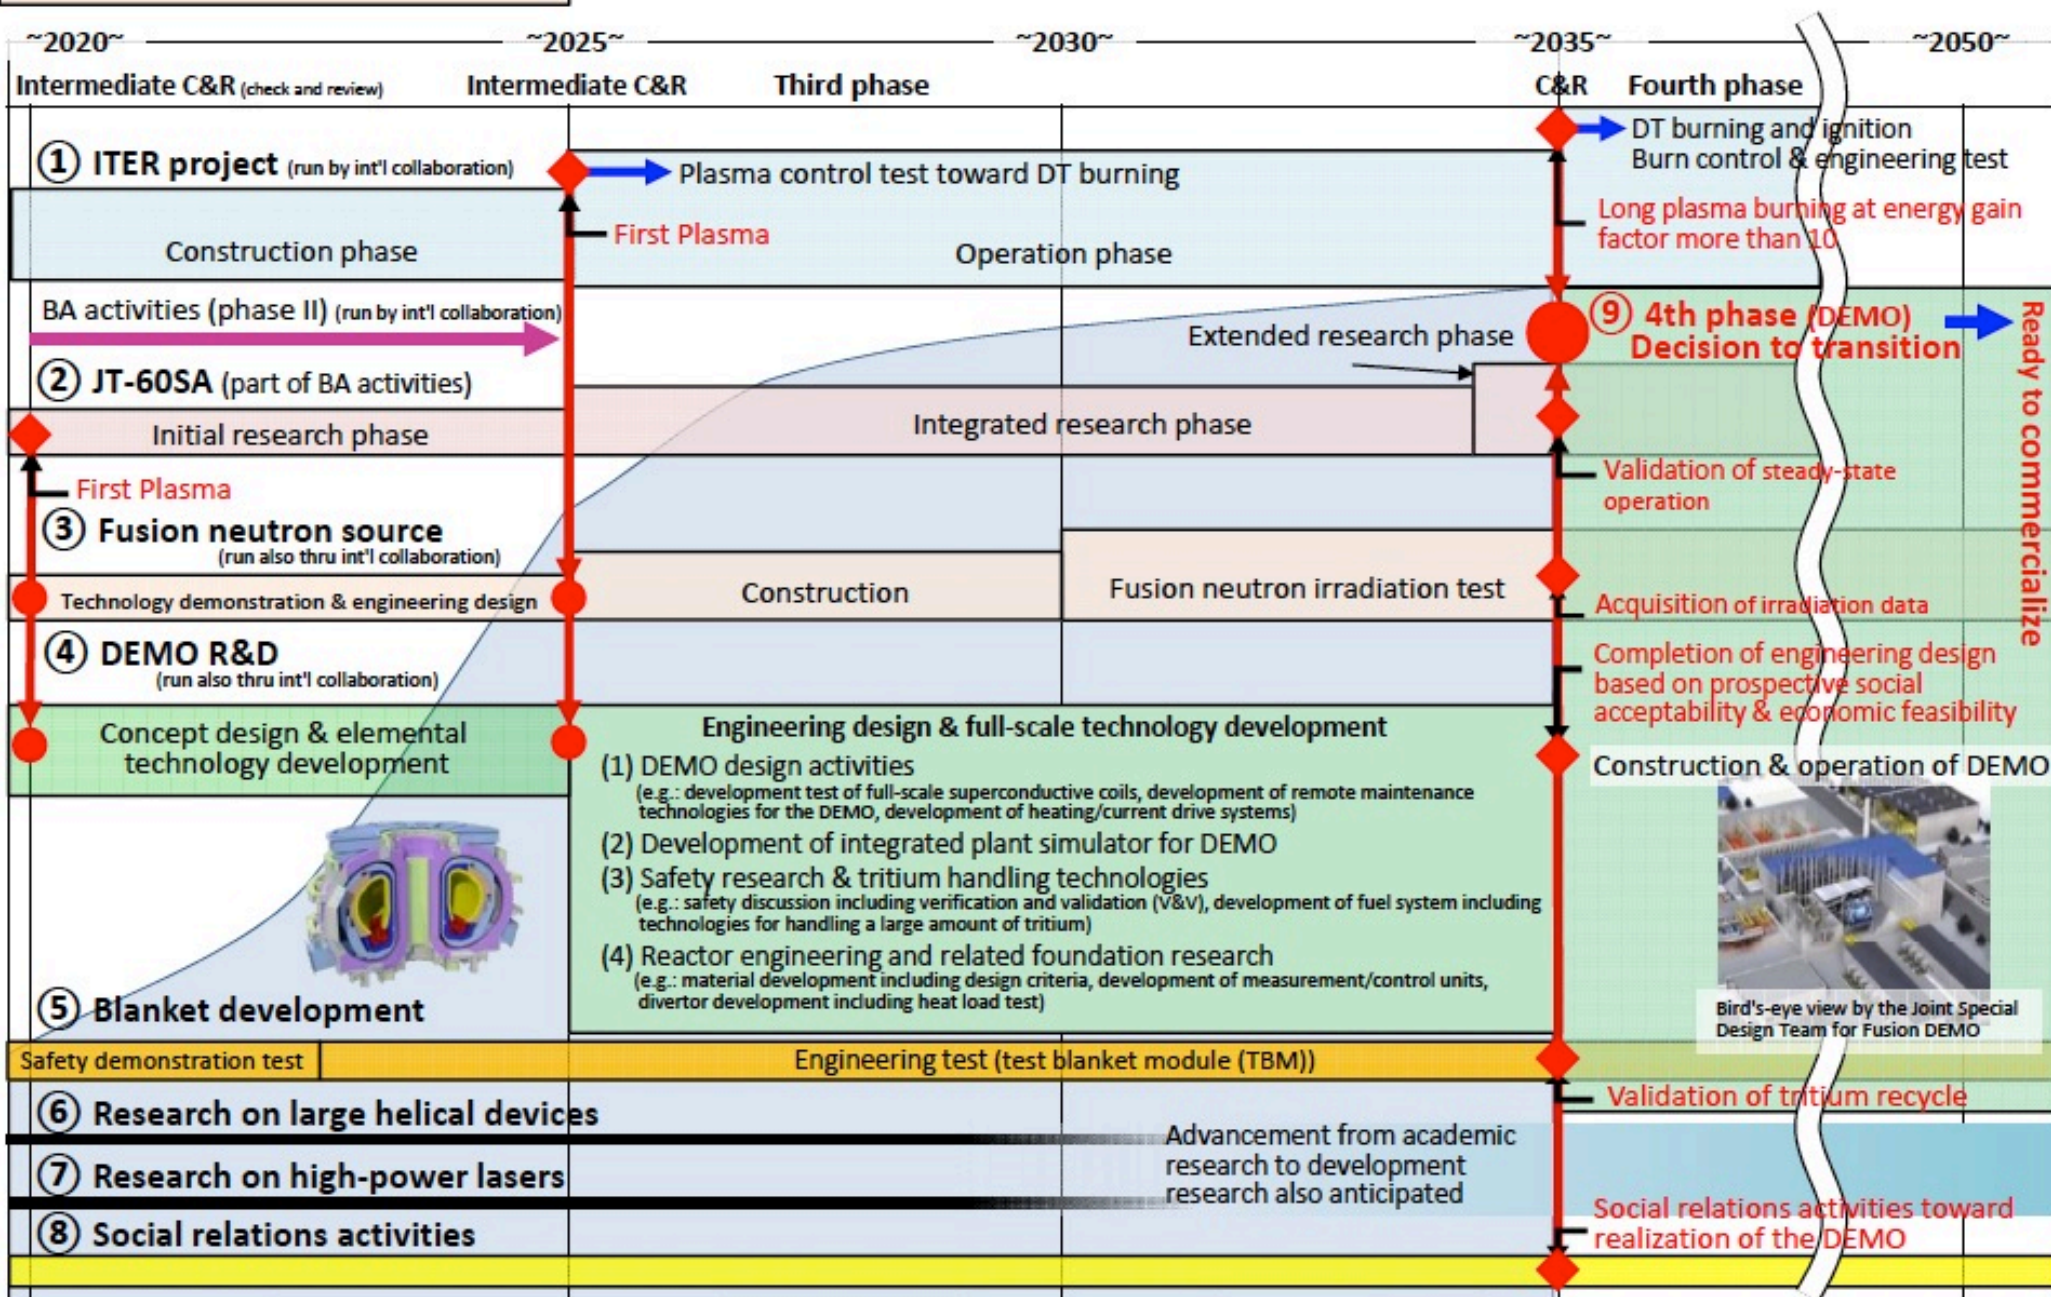 ~2020~ ~2025~ ~2030~ ~2035~ ~2050~
Intermediate C&R (check and review) Intermediate C&R Third phase C&R Fourth phase
DT burning and ignition
Burn control & engineering test
① ITER project (run by int'l collaboration)
Plasma control test toward DT burning
Long plasma burning at energy gain
factor more than 10
First Plasma
Construction phase
Operation phase
BA activities (phase II) (run by int'l collaboration)
Extended research phase
⑨ 4th phase (DEMO)
Decision to transition
Ready to commercialize
② JT-60SA (part of BA activities)
Initial research phase
Integrated research phase
Validation of steady-state
operation
First Plasma
③ Fusion neutron source
(run also thru int'l collaboration)
Technology demonstration & engineering design
Construction
Fusion neutron irradiation test
Acquisition of irradiation data
④ DEMO R&D
(run also thru int'l collaboration)
Completion of engineering design
based on prospective social
acceptability & economic feasibility
Concept design & elemental
technology development
Engineering design & full-scale technology development
(1) DEMO design activities
(e.g.: development test of full-scale superconductive coils, development of remote maintenance
technologies for the DEMO, development of heating/current drive systems)
(2) Development of integrated plant simulator for DEMO
(3) Safety research & tritium handling technologies
(e.g.: safety discussion including verification and validation (V&V), development of fuel system including
technologies for handling a large amount of tritium)
(4) Reactor engineering and related foundation research
(e.g.: material development including design criteria, development of measurement/control units,
divertor development including heat load test)
Construction & operation of DEMO
Bird's-eye view by the Joint Special
Design Team for Fusion DEMO
⑤ Blanket development
Safety demonstration test
Engineering test (test blanket module (TBM))
Validation of tritium recycle
⑥ Research on large helical devices
Advancement from academic
research to development
research also anticipated
⑦ Research on high-power lasers
Social relations activities toward
realization of the DEMO
⑧ Social relations activities